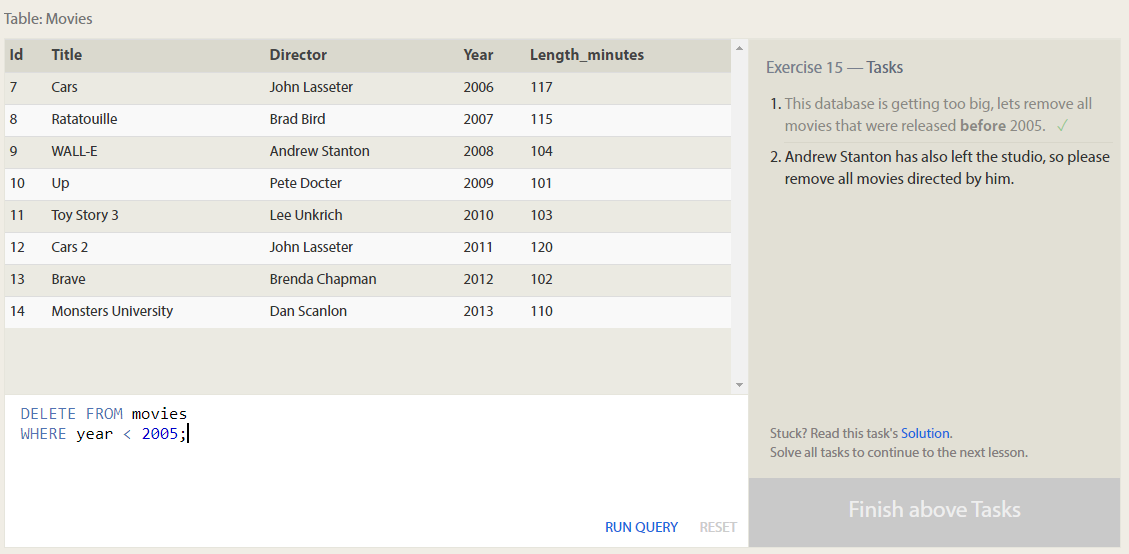 Table: Movies
Id Title Director Year Length_minutes
7 Cars John Lasseter 2006 117
8 Ratatouille Brad Bird 2007 115
9 WALL-E Andrew Stanton 2008 104
10 Up Pete Docter 2009 101
11 Toy Story 3 Lee Unkrich 2010 103
12 Cars 2 John Lasseter 2011 120
13 Brave Brenda Chapman 2012 102
14 Monsters University Dan Scanlon 2013 110
DELETE FROM movies
WHERE year < 2005;
RUN QUERY RESET
Exercise 15 — Tasks
1. This database is getting too big, lets remove all
movies that were released before 2005. ✓
2. Andrew Stanton has also left the studio, so please
remove all movies directed by him.
Stuck? Read this task's Solution.
Solve all tasks to continue to the next lesson.
Finish above Tasks